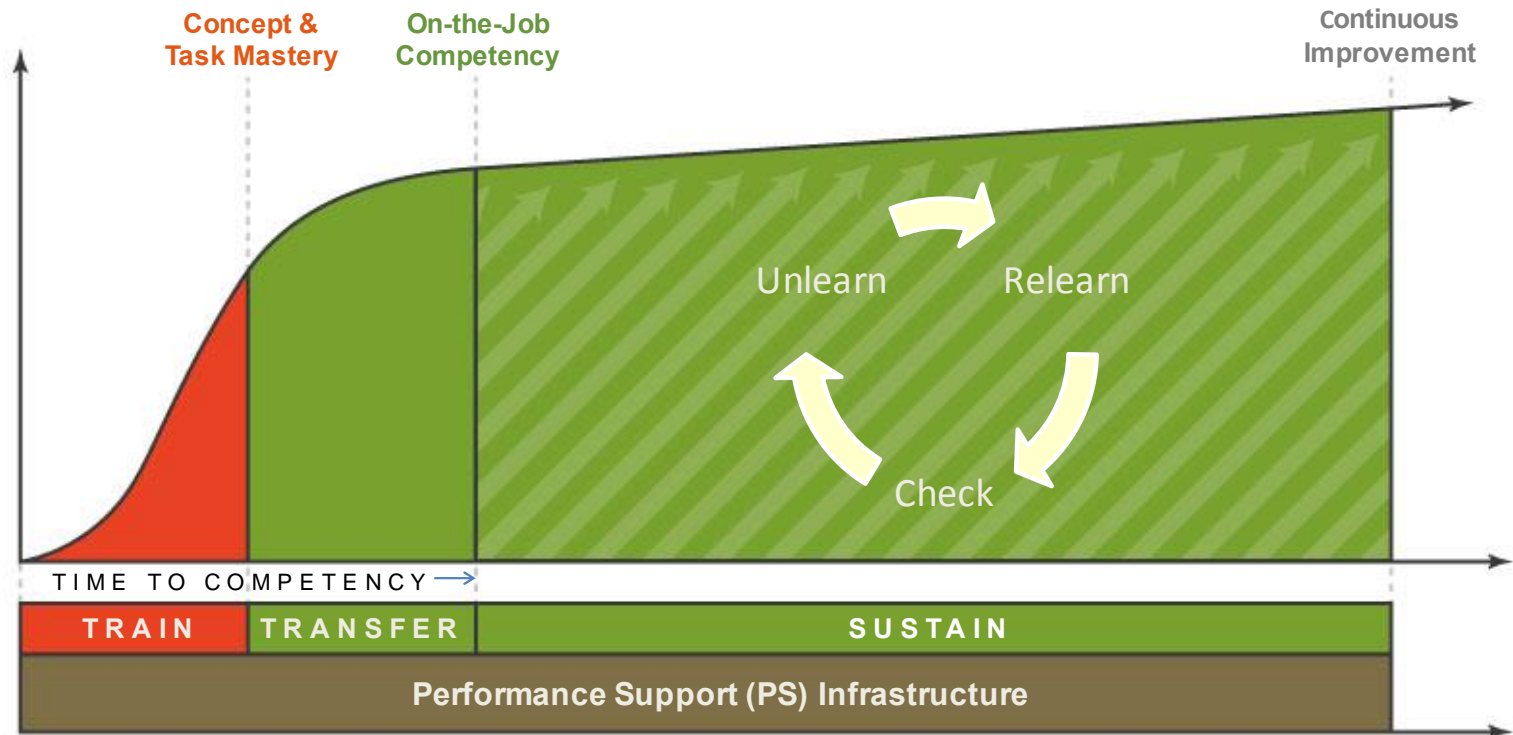 Concept &
Task Mastery
On-the-Job
Competency
Continuous
Improvement
Unlearn
Relearn
Check
TIME TO COMPETENCY
TRAIN
TRANSFER
SUSTAIN
Performance Support (PS) Infrastructure